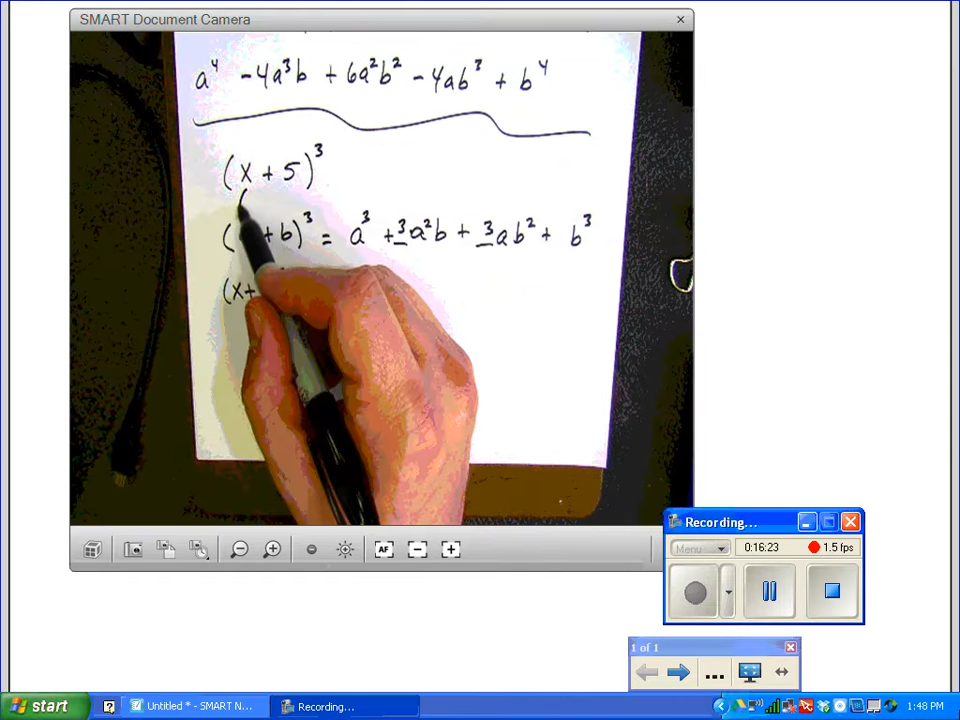 SMART Document Camera
a⁴ -4a³b + 6a²b² - 4ab³ + b⁴
(x + 5)³
( + b)³ = a³ + 3a²b + 3ab² + b³
(x+
Recording...
Menu
0:16:23
1.5 fps
1 of 1
...
AF
start
Untitled * - SMART N...
Recording...
1:48 PM